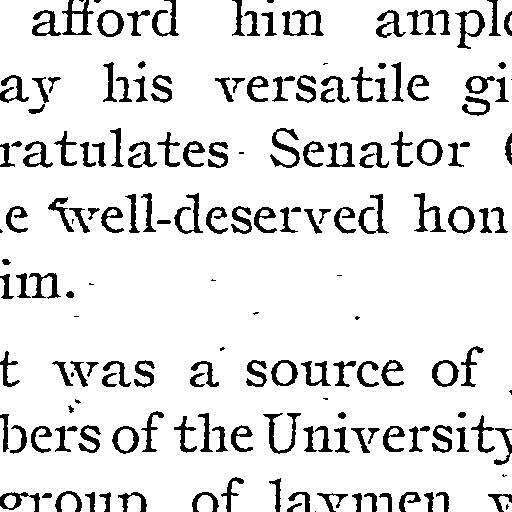 afford him ampl
ay his versatile gi
ratulates Senator
e well-deserved hon
im.
t was a source of
bers of the University
group of laymen